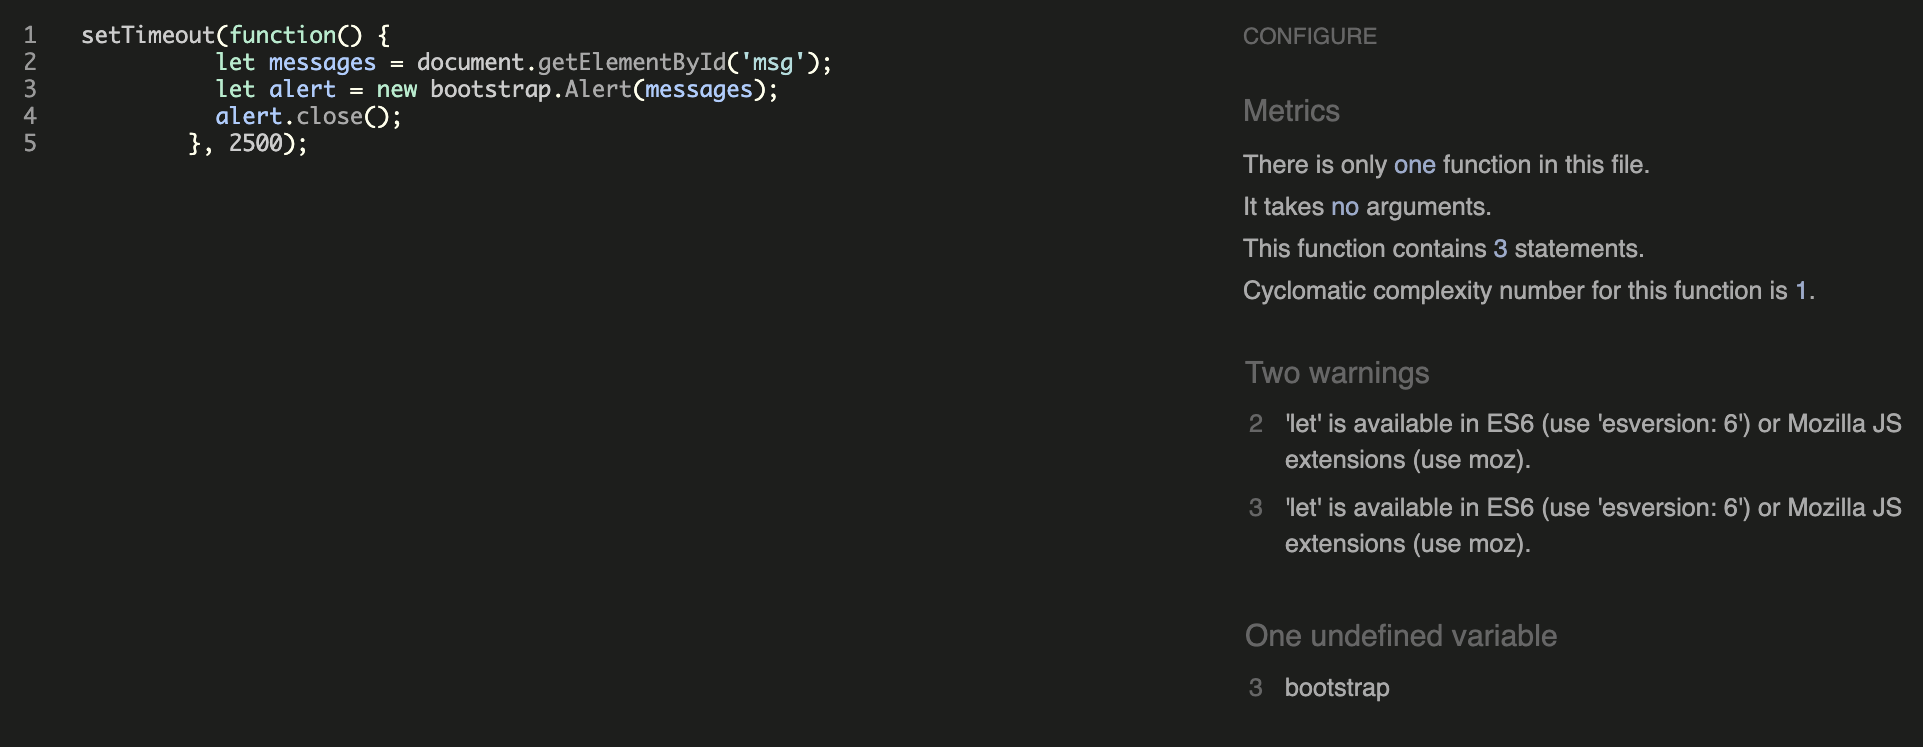 1 setTimeout(function() {
2 let messages = document.getElementById('msg');
3 let alert = new bootstrap.Alert(messages);
4 alert.close();
5 }, 2500);
CONFIGURE
Metrics
There is only one function in this file.
It takes no arguments.
This function contains 3 statements.
Cyclomatic complexity number for this function is 1.
Two warnings
2 'let' is available in ES6 (use 'esversion: 6') or Mozilla JS
extensions (use moz).
3 'let' is available in ES6 (use 'esversion: 6') or Mozilla JS
extensions (use moz).
One undefined variable
3 bootstrap